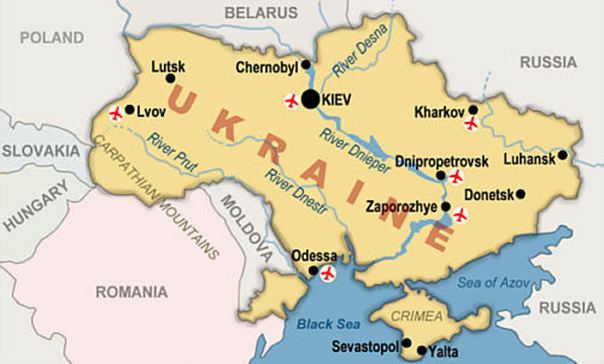 BELARUS
POLAND
River Desna
RUSSIA
Lutsk
Chernobyl
KIEV
Lvov
Kharkov
UKRAINE
SLOVAKIA
River Prut
River Dnieper
Luhansk
Dnipropetrovsk
CARPATHIAN MOUNTAINS
River Dnestr
Donetsk
HUNGARY
Zaporozhye
MOLDOVA
Odessa
Sea of Azov
ROMANIA
RUSSIA
CRIMEA
Black Sea
Sevastopol
Yalta